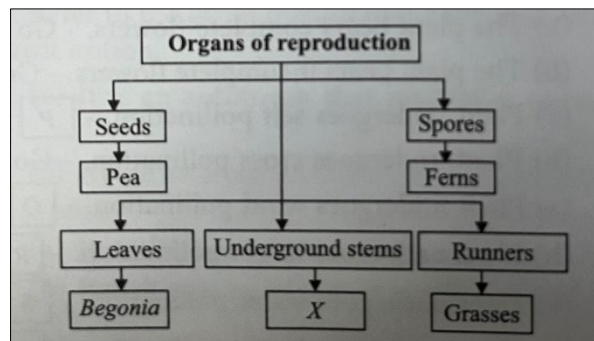 Organs of reproduction
Seeds
Spores
Pea
Ferns
Leaves
Underground stems
Runners
Begonia
X
Grasses